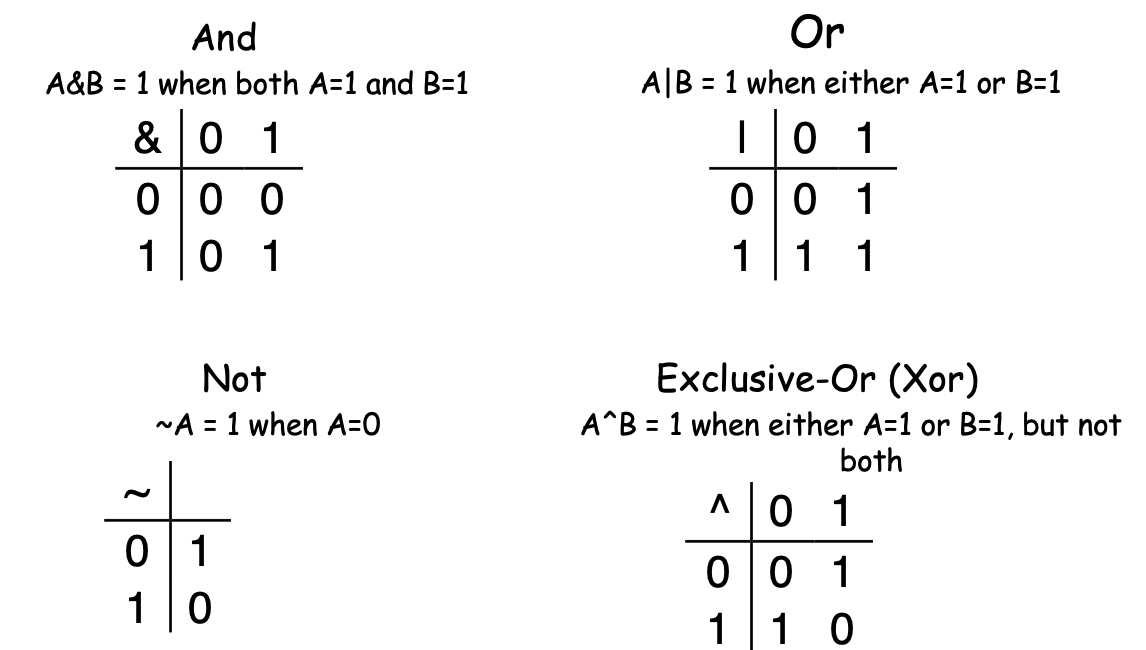 And
A&B = 1 when both A=1 and B=1
& 0 1
0 0 0
1 0 1
Or
A|B = 1 when either A=1 or B=1
| 0 1
0 0 1
1 1 1
Not
~A = 1 when A=0
~
0 1
1 0
Exclusive-Or (Xor)
A^B = 1 when either A=1 or B=1, but not
both
^ 0 1
0 0 1
1 1 0